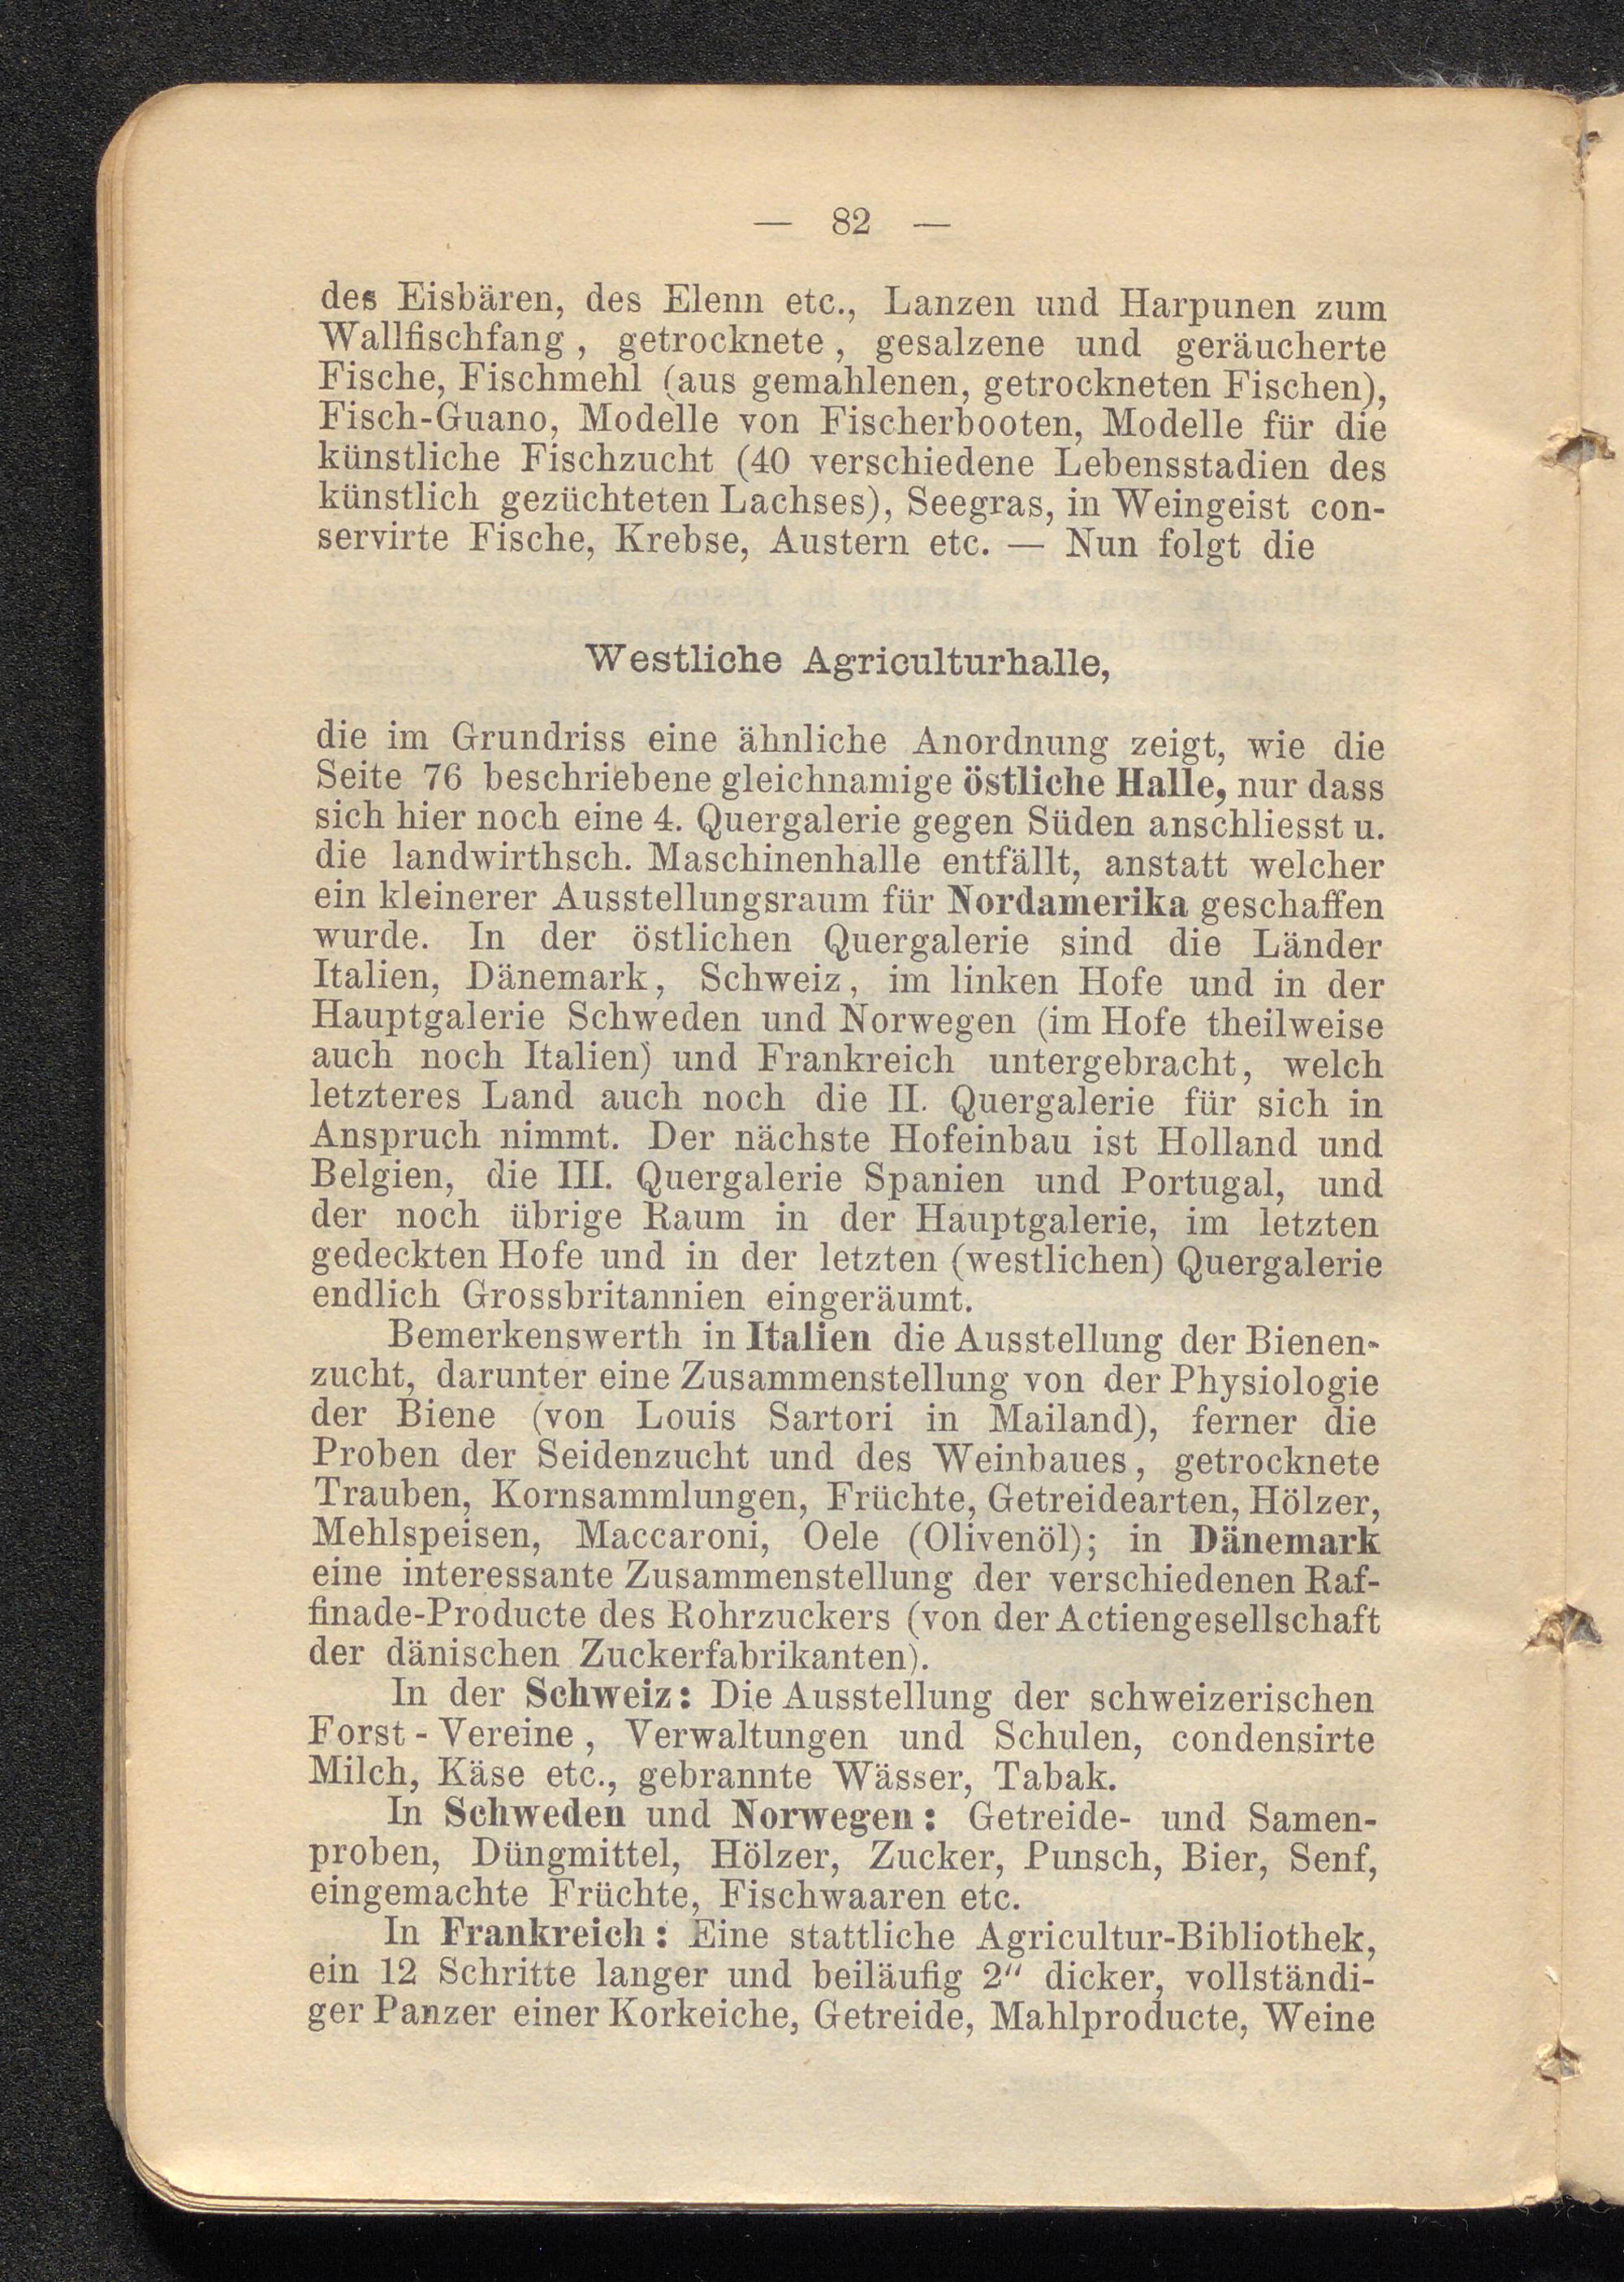 — 82 —
des Eisbären, des Elenn etc., Lanzen und Harpunen zum
Wallfischfang, getrocknete, gesalzene und geräucherte
Fische, Fischmehl (aus gemahlenen, getrockneten Fischen),
Fisch-Guano, Modelle von Fischerbooten, Modelle für die
künstliche Fischzucht (40 verschiedene Lebensstadien des
künstlich gezüchteten Lachses), Seegras, in Weingeist con-
servirte Fische, Krebse, Austern etc. — Nun folgt die
Westliche Agriculturhalle,
die im Grundriss eine ähnliche Anordnung zeigt, wie die
Seite 76 beschriebene gleichnamige östliche Halle, nur dass
sich hier noch eine 4. Quergalerie gegen Süden anschliesst u.
die landwirthsch. Maschinenhalle entfällt, anstatt welcher
ein kleinerer Ausstellungsraum für Nordamerika geschaffen
wurde. In der östlichen Quergalerie sind die Länder
Italien, Dänemark, Schweiz, im linken Hofe und in der
Hauptgalerie Schweden und Norwegen (im Hofe theilweise
auch noch Italien) und Frankreich untergebracht, welch
letzteres Land auch noch die II. Quergalerie für sich in
Anspruch nimmt. Der nächste Hofeinbau ist Holland und
Belgien, die III. Quergalerie Spanien und Portugal, und
der noch übrige Raum in der Hauptgalerie, im letzten
gedeckten Hofe und in der letzten (westlichen) Quergalerie
endlich Grossbritannien eingeräumt.
Bemerkenswerth in Italien die Ausstellung der Bienen-
zucht, darunter eine Zusammenstellung von der Physiologie
der Biene (von Louis Sartori in Mailand), ferner die
Proben der Seidenzucht und des Weinbaues, getrocknete
Trauben, Kornsammlungen, Früchte, Getreidearten, Hölzer,
Mehlspeisen, Maccaroni, Oele (Olivenöl); in Dänemark
eine interessante Zusammenstellung der verschiedenen Raf-
finade-Producte des Rohrzuckers (von der Actiengesellschaft
der dänischen Zuckerfabrikanten).
In der Schweiz: Die Ausstellung der schweizerischen
Forst-Vereine, Verwaltungen und Schulen, condensirte
Milch, Käse etc., gebrannte Wässer, Tabak.
In Schweden und Norwegen: Getreide- und Samen-
proben, Düngmittel, Hölzer, Zucker, Punsch, Bier, Senf,
eingemachte Früchte, Fischwaaren etc.
In Frankreich: Eine stattliche Agricultur-Bibliothek,
ein 12 Schritte langer und beiläufig 2" dicker, vollständi-
ger Panzer einer Korkeiche, Getreide, Mahlproducte, Weine